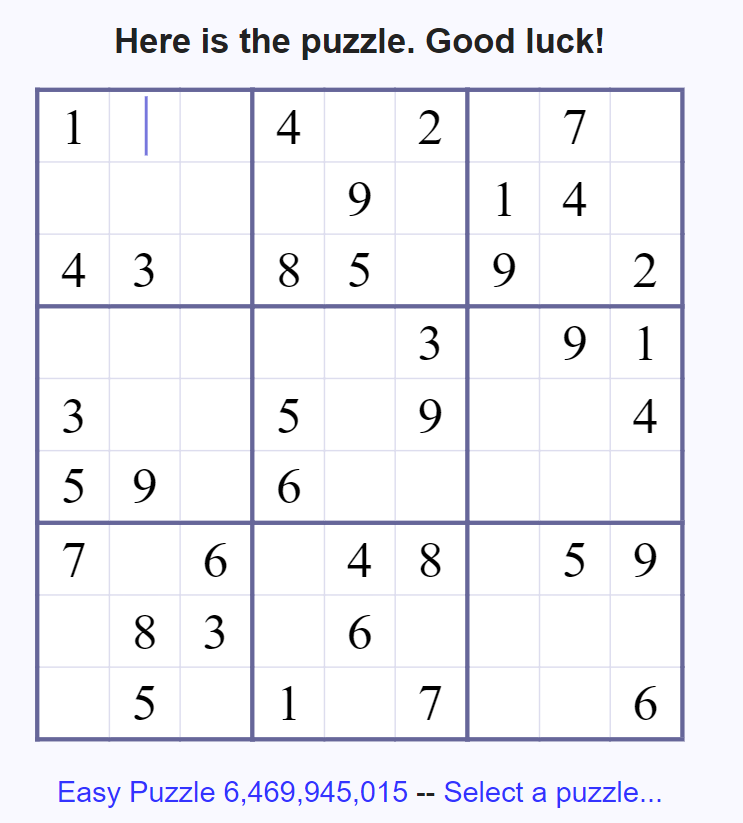 Here is the puzzle. Good luck!
1 4 2 7
9 1 4
4 3 8 5 9 2
3 9 1
3 5 9 4
5 9 6
7 6 4 8 5 9
8 3 6
5 1 7 6
Easy Puzzle 6,469,945,015 -- Select a puzzle...